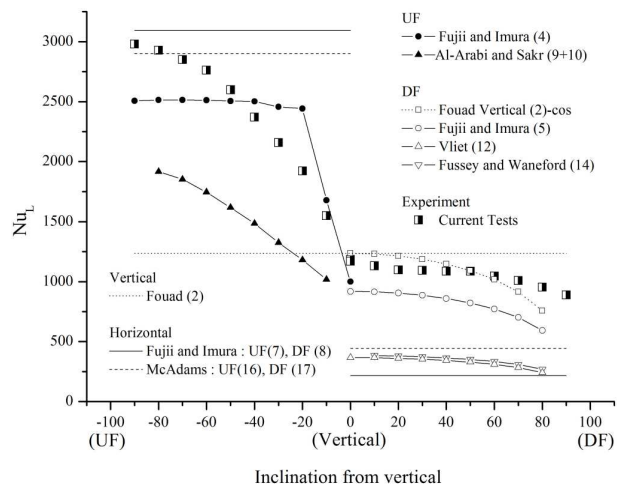 UF
Fujii and Imura (4)
Al-Arabi and Sakr (9+10)
DF
Fouad Vertical (2)-cos
Fujii and Imura (5)
Vliet (12)
Fussey and Waneford (14)
Experiment
Current Tests
Vertical
Fouad (2)
Horizontal
Fujii and Imura : UF(7), DF (8)
McAdams : UF(16), DF (17)
Nu_L
3000
2500
2000
1500
1000
500
0
-100 -80 -60 -40 -20 0 20 40 60 80 100
(UF) (Vertical) (DF)
Inclination from vertical